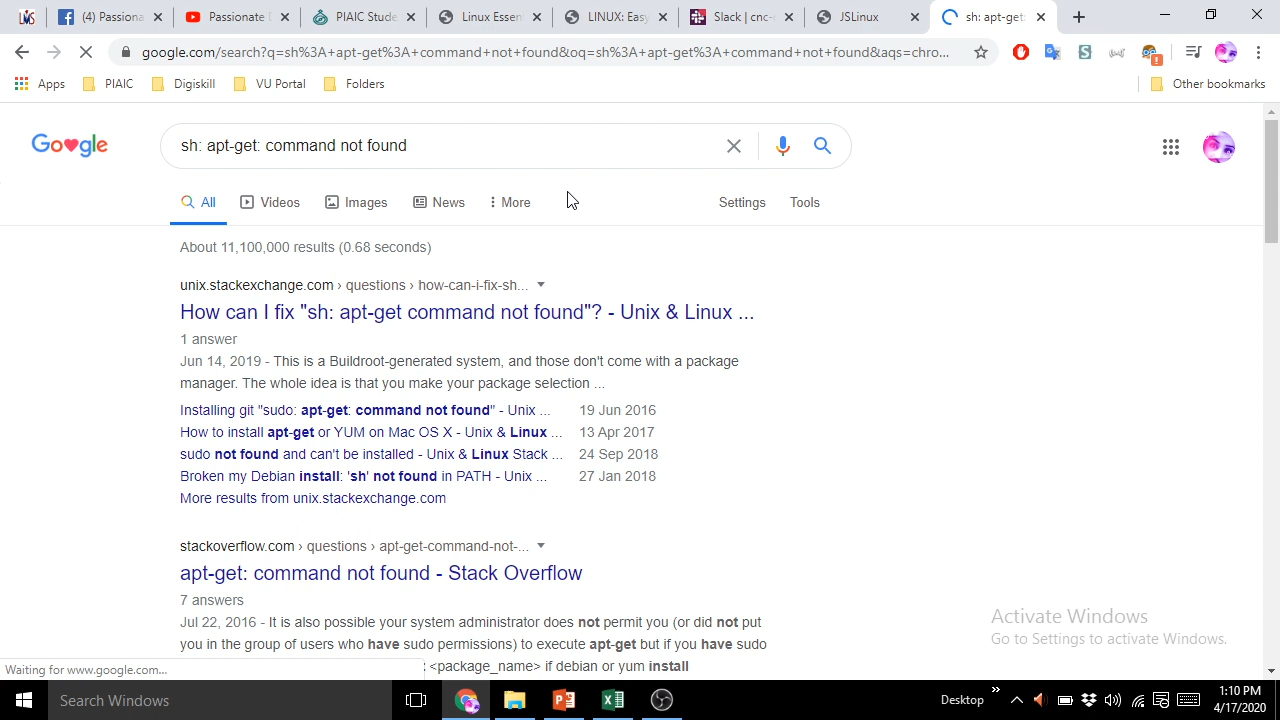 (4) Passiona
Passionate
PIAIC Stude
Linux Essen
LINUX: Easy
Slack | cnc-
JSLinux
sh: apt-get:
google.com/search?q=sh%3A+apt-get%3A+command+not+found&oq=sh%3A+apt-get%3A+command+not+found&aqs=chro...
Apps PIAIC Digiskill VU Portal Folders Other bookmarks
Google
sh: apt-get: command not found
All Videos Images News More Settings Tools
About 11,100,000 results (0.68 seconds)
unix.stackexchange.com › questions › how-can-i-fix-sh...
How can I fix "sh: apt-get command not found"? - Unix & Linux ...
1 answer
Jun 14, 2019 - This is a Buildroot-generated system, and those don't come with a package
manager. The whole idea is that you make your package selection ...
Installing git "sudo: apt-get: command not found" - Unix ... 19 Jun 2016
How to install apt-get or YUM on Mac OS X - Unix & Linux ... 13 Apr 2017
sudo not found and can't be installed - Unix & Linux Stack ... 24 Sep 2018
Broken my Debian install: 'sh' not found in PATH - Unix ... 27 Jan 2018
More results from unix.stackexchange.com
stackoverflow.com › questions › apt-get-command-not-...
apt-get: command not found - Stack Overflow
7 answers
Jul 22, 2016 - It is also possible your system administrator does not permit you (or did not put
you in the group of users who have sudo permissions) to execute apt-get but if you have sudo
<package_name> if debian or yum install
Activate Windows
Go to Settings to activate Windows.
Waiting for www.google.com...
Search Windows
Desktop
1:10 PM
4/17/2020